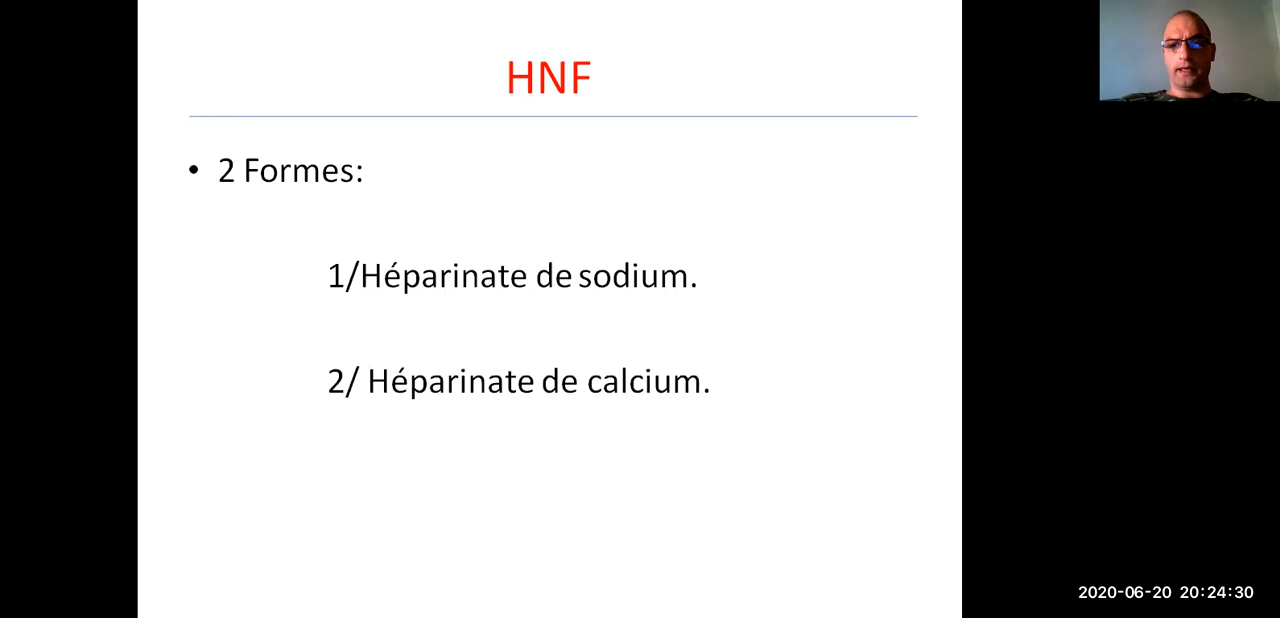 HNF
• 2 Formes:
1/Héparinate de sodium.
2/ Héparinate de calcium.
2020-06-20 20:24:30